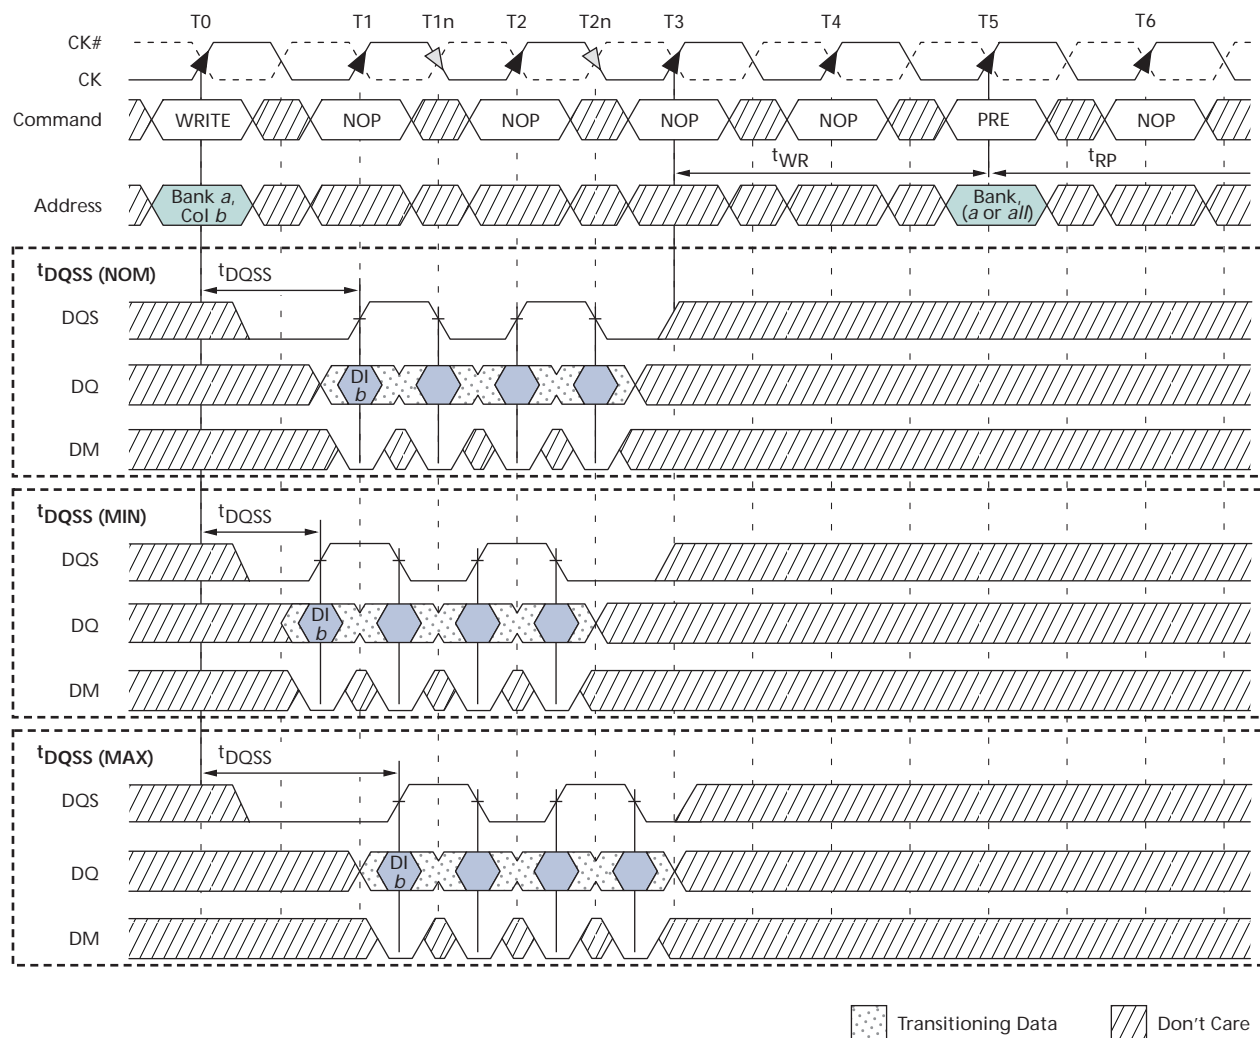 T0 T1 T1n T2 T2n T3 T4 T5 T6
CK#
CK
Command WRITE NOP NOP NOP NOP PRE NOP
tWR tRP
Address Bank a, Col b Bank, (a or all)
tDQSS (NOM) tDQSS
DQS
DQ DI b
DM
tDQSS (MIN) tDQSS
DQS
DQ DI b
DM
tDQSS (MAX) tDQSS
DQS
DQ DI b
DM
Transitioning Data Don't Care